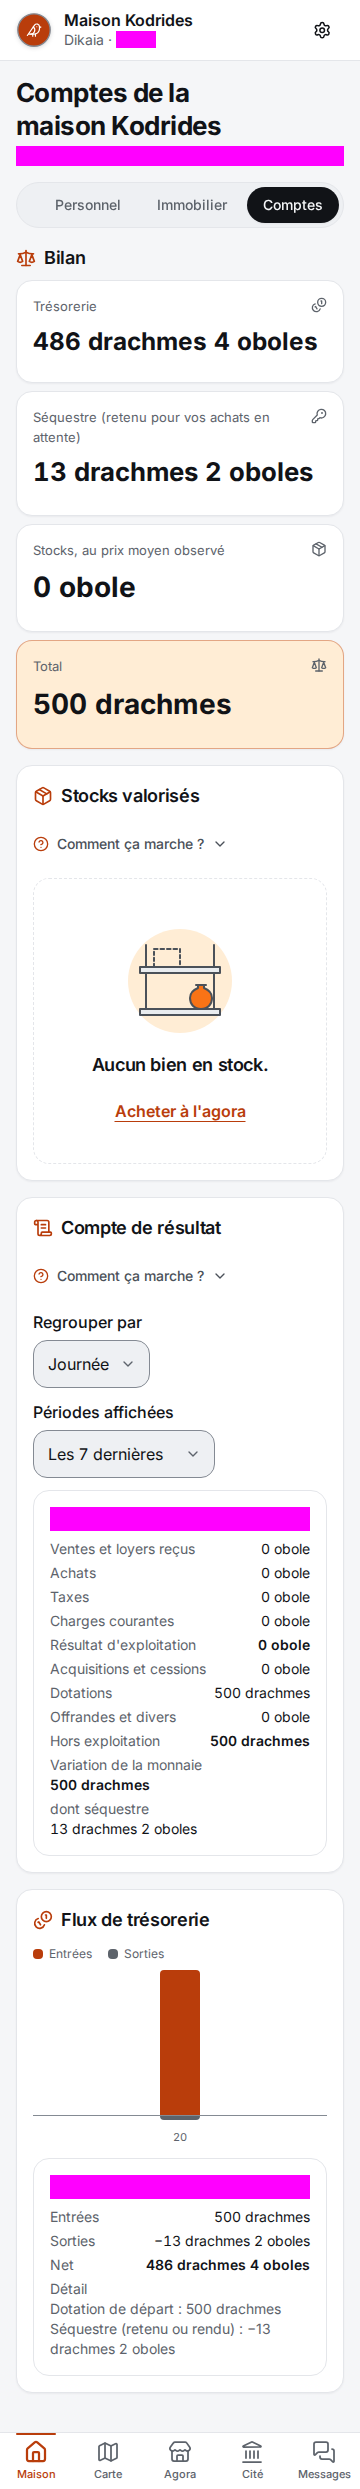 Maison Kodrides
Dikaia ·
Comptes de la
maison Kodrides
Personnel
Immobilier
Comptes
Bilan
Trésorerie
486 drachmes 4 oboles
Séquestre (retenu pour vos achats en
attente)
13 drachmes 2 oboles
Stocks, au prix moyen observé
0 obole
Total
500 drachmes
Stocks valorisés
Comment ça marche ?
Aucun bien en stock.
Acheter à l'agora
Compte de résultat
Comment ça marche ?
Regrouper par
Journée
Périodes affichées
Les 7 dernières
Ventes et loyers reçus 0 obole
Achats 0 obole
Taxes 0 obole
Charges courantes 0 obole
Résultat d'exploitation 0 obole
Acquisitions et cessions 0 obole
Dotations 500 drachmes
Offrandes et divers 0 obole
Hors exploitation 500 drachmes
Variation de la monnaie
500 drachmes
dont séquestre
13 drachmes 2 oboles
Flux de trésorerie
Entrées Sorties
20
Entrées 500 drachmes
Sorties −13 drachmes 2 oboles
Net 486 drachmes 4 oboles
Détail
Dotation de départ : 500 drachmes
Séquestre (retenu ou rendu) : −13
drachmes 2 oboles
Maison
Carte
Agora
Cité
Messages